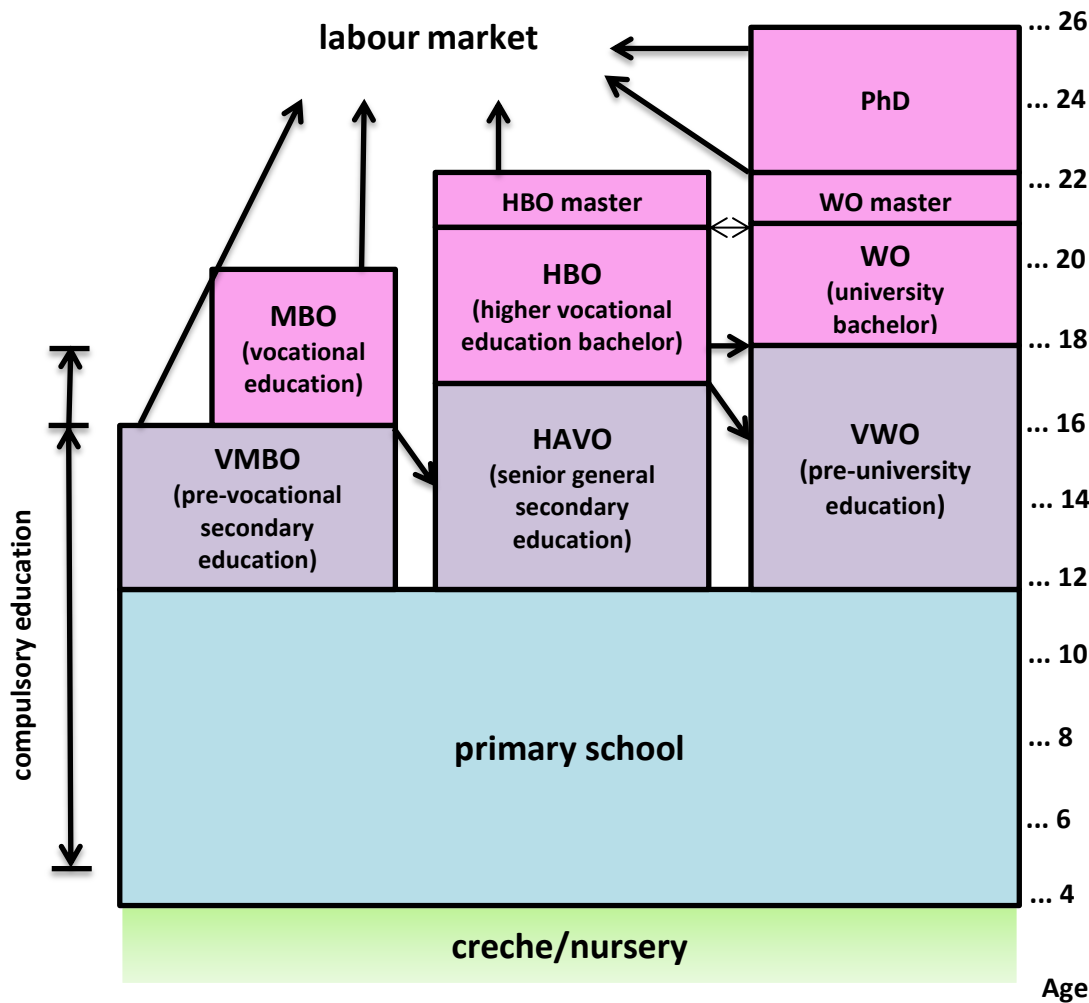 labour market
... 26
PhD
... 24
... 22
HBO master
WO master
... 20
HBO
(higher vocational
education bachelor)
WO
(university
bachelor)
MBO
(vocational
education)
... 18
... 16
VMBO
(pre-vocational
secondary
education)
HAVO
(senior general
secondary
education)
VWO
(pre-university
education)
... 14
... 12
compulsory education
... 10
primary school
... 8
... 6
... 4
creche/nursery
Age